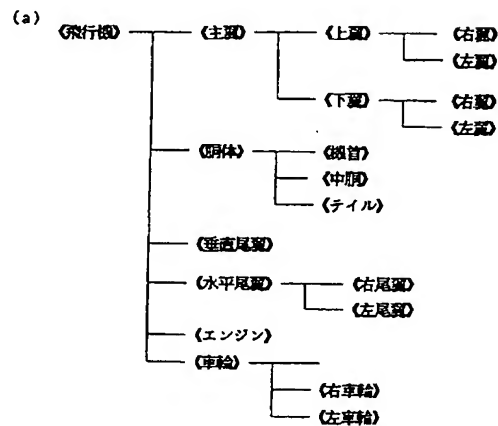 (a)
《飛行機》 《主翼》 《上翼》 《右翼》
《左翼》
《下翼》 《右翼》
《左翼》
《胴体》 《機首》
《中胴》
《テイル》
《垂直尾翼》
《水平尾翼》 《右尾翼》
《左尾翼》
《エンジン》
《車輪》
《右車輪》
《左車輪》